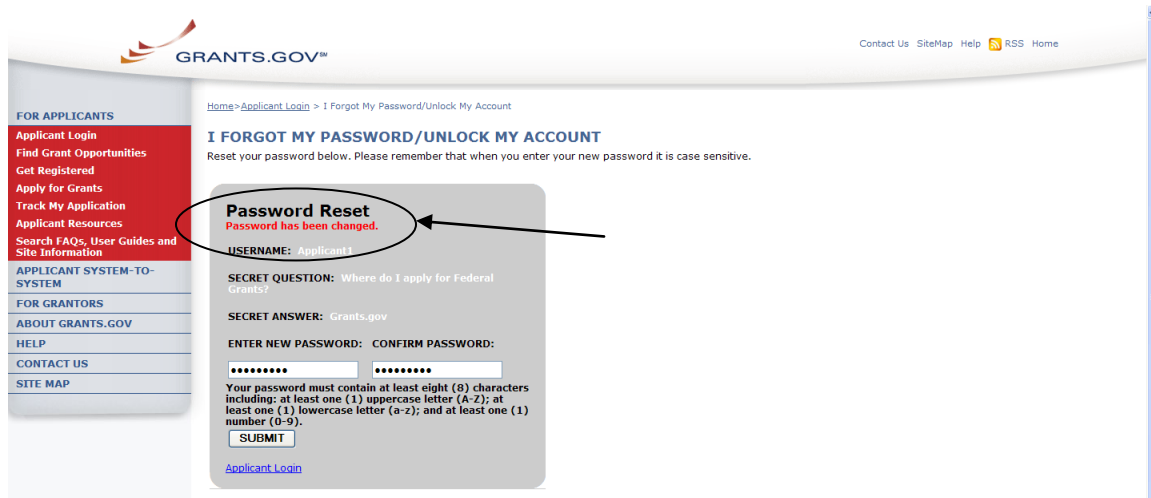 GRANTS.GOV℠
Contact Us SiteMap Help RSS Home
FOR APPLICANTS
Applicant Login
Find Grant Opportunities
Get Registered
Apply for Grants
Track My Application
Applicant Resources
Search FAQs, User Guides and
Site Information
APPLICANT SYSTEM-TO-
SYSTEM
FOR GRANTORS
ABOUT GRANTS.GOV
HELP
CONTACT US
SITE MAP
Home>Applicant Login > I Forgot My Password/Unlock My Account
I FORGOT MY PASSWORD/UNLOCK MY ACCOUNT
Reset your password below. Please remember that when you enter your new password it is case sensitive.
Password Reset
Password has been changed.
USERNAME: Applicant1
SECRET QUESTION: Where do I apply for Federal
Grants?
SECRET ANSWER: Grants.gov
ENTER NEW PASSWORD: CONFIRM PASSWORD:
••••••••• •••••••••
Your password must contain at least eight (8) characters
including: at least one (1) uppercase letter (A-Z); at
least one (1) lowercase letter (a-z); and at least one (1)
number (0-9).
SUBMIT
Applicant Login